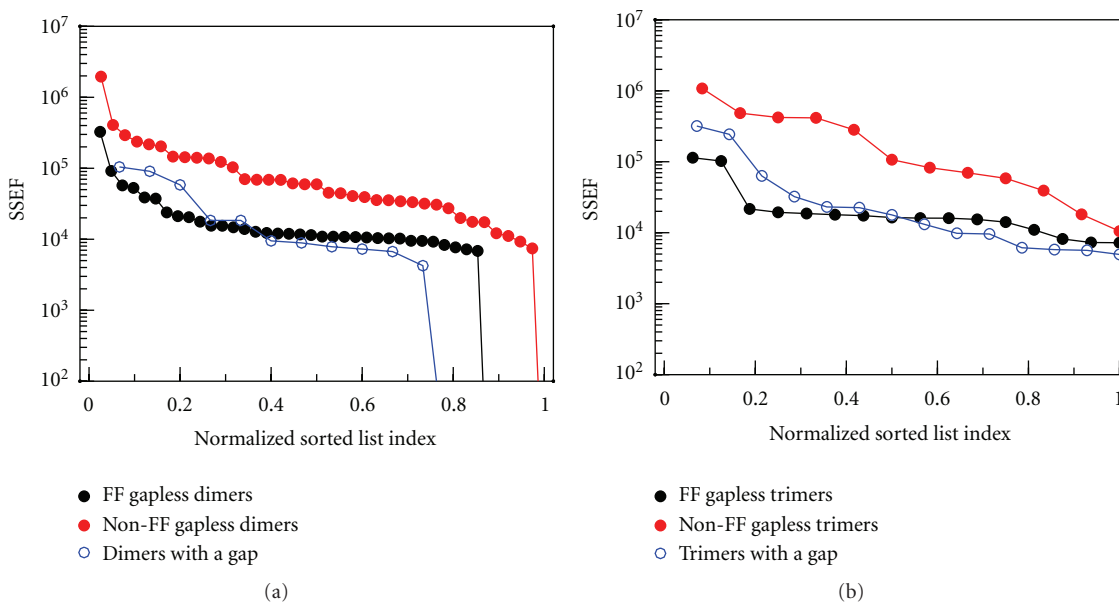 10^7
10^6
10^5
10^4
10^3
10^2
SSEF
0
0.2
0.4
0.6
0.8
1
Normalized sorted list index
FF gapless dimers
Non-FF gapless dimers
Dimers with a gap
(a)
10^7
10^6
10^5
10^4
10^3
10^2
SSEF
0
0.2
0.4
0.6
0.8
1
Normalized sorted list index
FF gapless trimers
Non-FF gapless trimers
Trimers with a gap
(b)